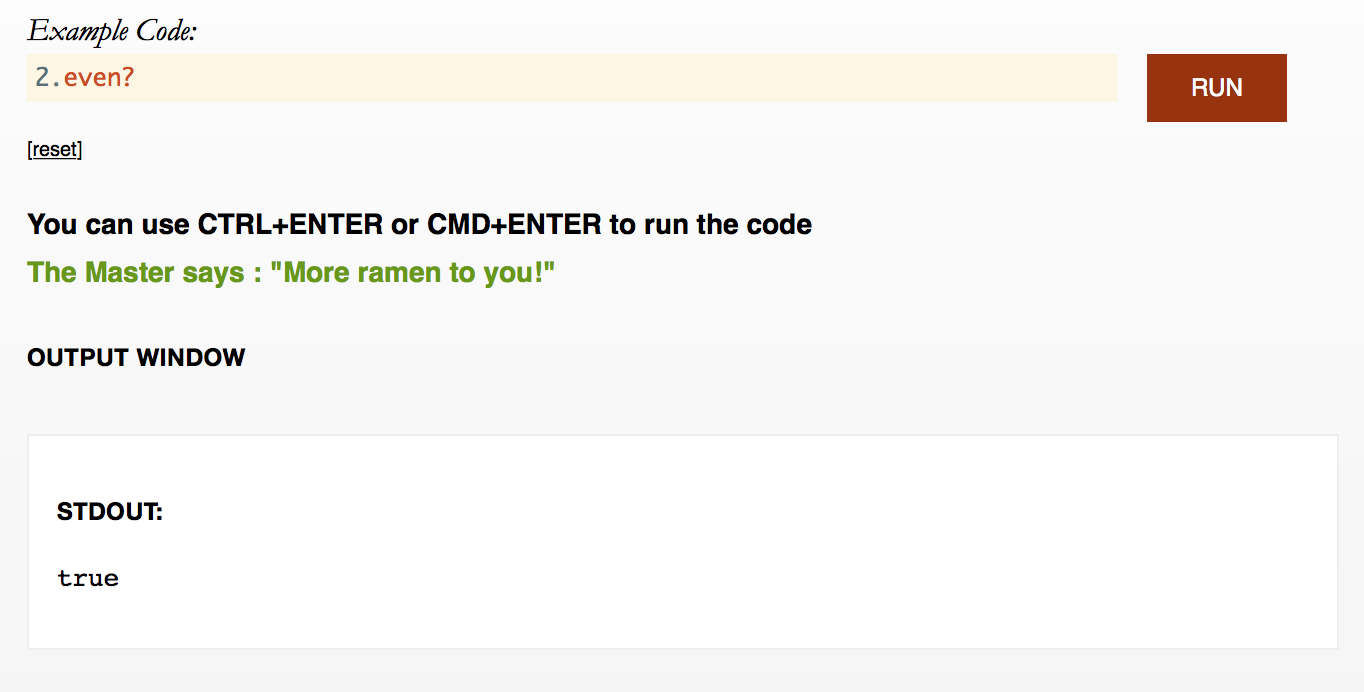 Example Code:
2.even?
RUN
[reset]
You can use CTRL+ENTER or CMD+ENTER to run the code
The Master says : "More ramen to you!"
OUTPUT WINDOW
STDOUT:
true